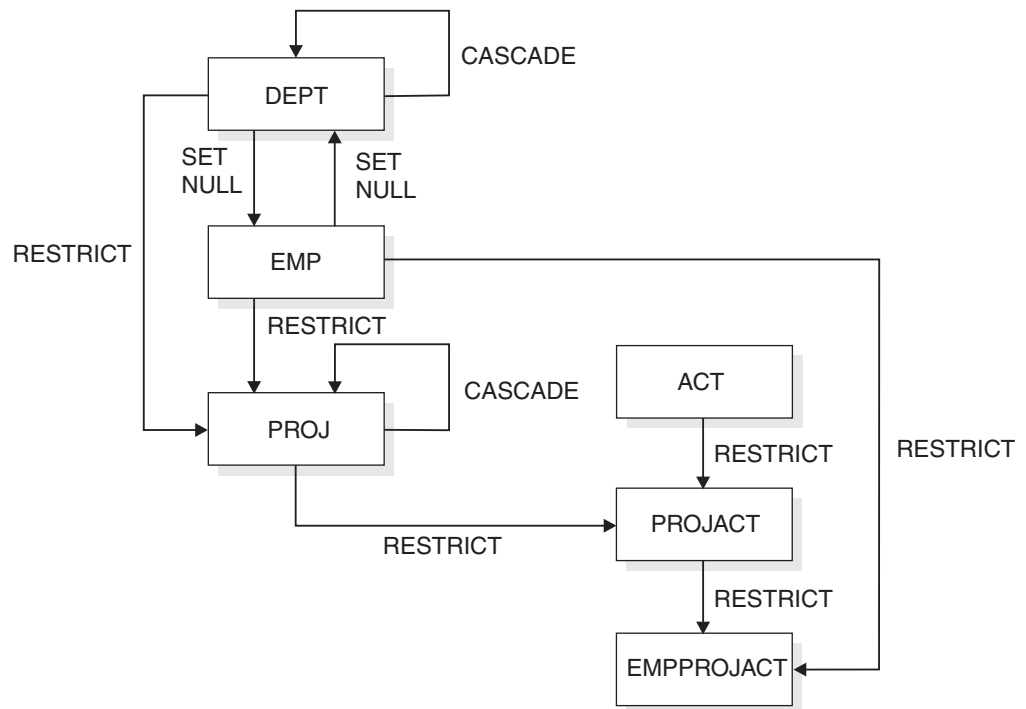 CASCADE
DEPT
SET
NULL
SET
NULL
RESTRICT
EMP
RESTRICT
CASCADE
ACT
PROJ
RESTRICT
RESTRICT
PROJACT
RESTRICT
RESTRICT
EMPPROJACT